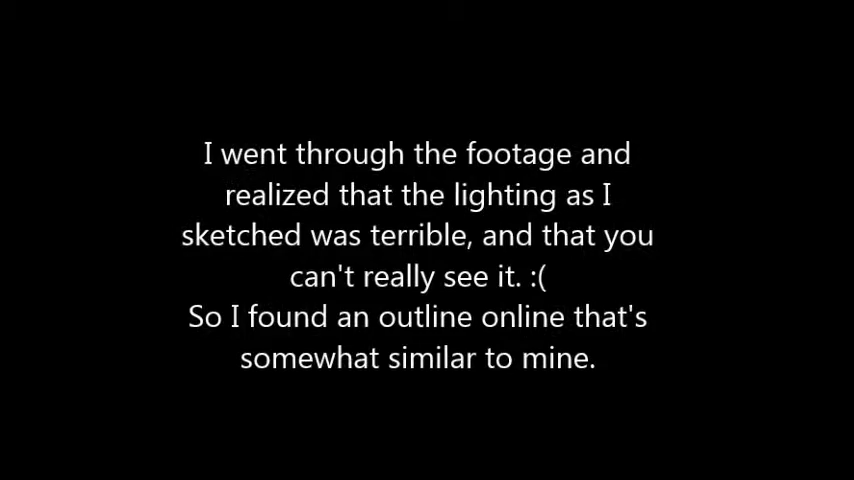 I went through the footage and
realized that the lighting as I
sketched was terrible, and that you
can't really see it. :(
So I found an outline online that's
somewhat similar to mine.